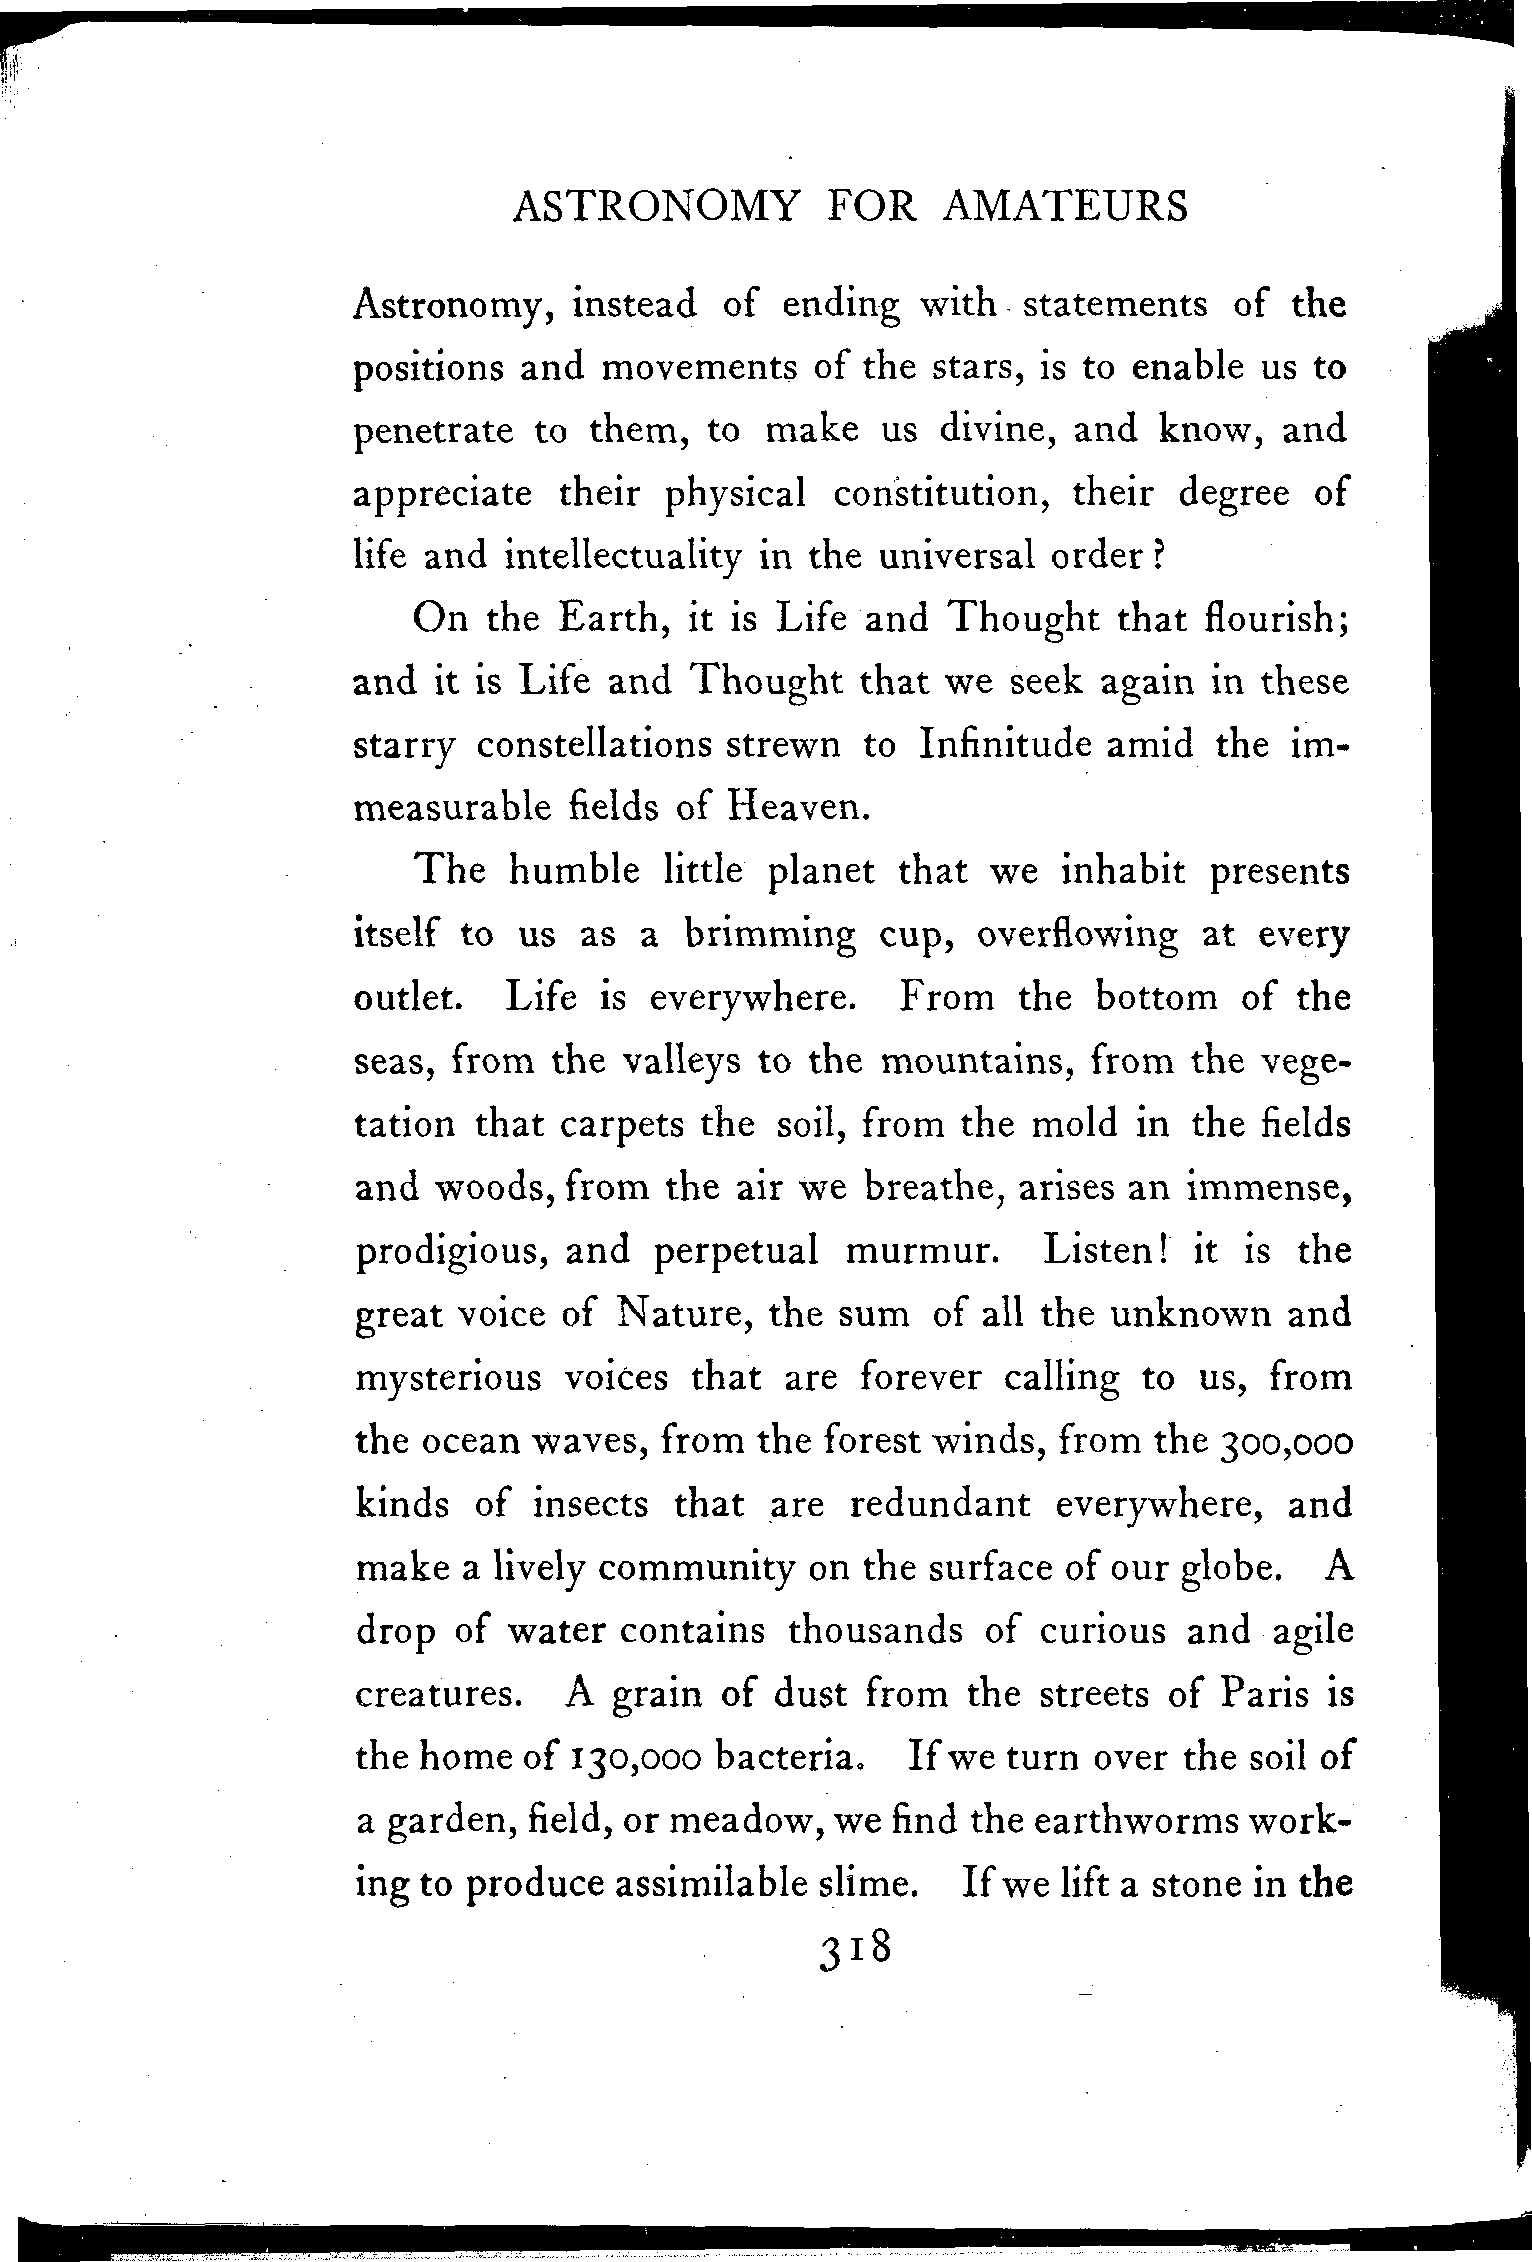 ASTRONOMY FOR AMATEURS
Astronomy, instead of ending with statements of the
positions and movements of the stars, is to enable us to
penetrate to them, to make us divine, and know, and
appreciate their physical constitution, their degree of
life and intellectuality in the universal order?
On the Earth, it is Life and Thought that flourish;
and it is Life and Thought that we seek again in these
starry constellations strewn to Infinitude amid the im-
measurable fields of Heaven.
The humble little planet that we inhabit presents
itself to us as a brimming cup, overflowing at every
outlet. Life is everywhere. From the bottom of the
seas, from the valleys to the mountains, from the vege-
tation that carpets the soil, from the mold in the fields
and woods, from the air we breathe, arises an immense,
prodigious, and perpetual murmur. Listen! it is the
great voice of Nature, the sum of all the unknown and
mysterious voices that are forever calling to us, from
the ocean waves, from the forest winds, from the 300,000
kinds of insects that are redundant everywhere, and
make a lively community on the surface of our globe. A
drop of water contains thousands of curious and agile
creatures. A grain of dust from the streets of Paris is
the home of 130,000 bacteria. If we turn over the soil of
a garden, field, or meadow, we find the earthworms work-
ing to produce assimilable slime. If we lift a stone in the
318